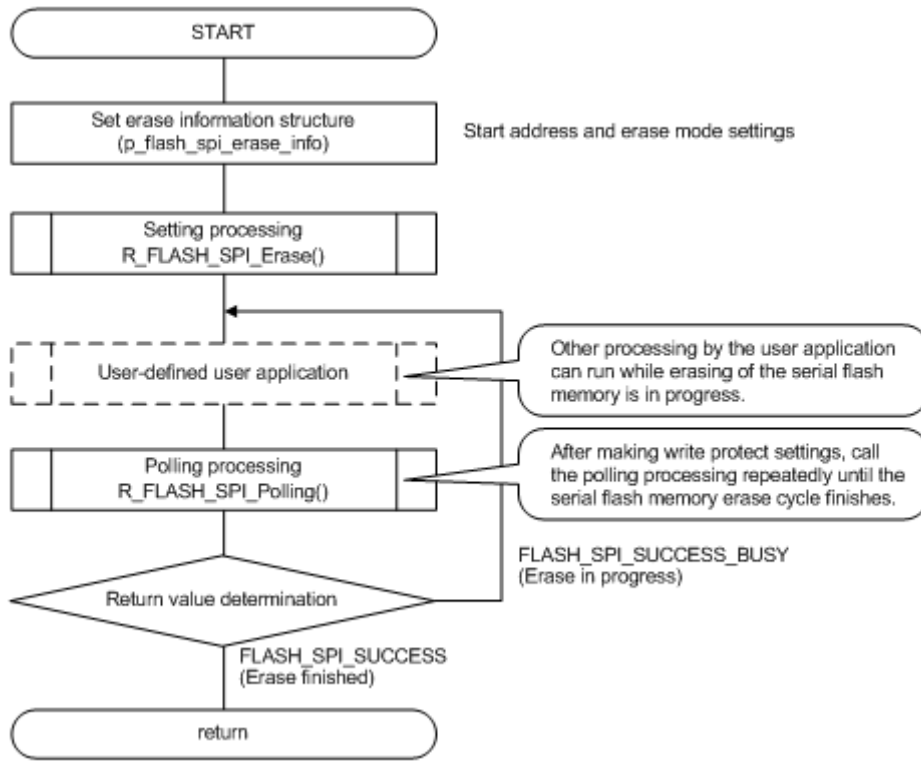 START
Set erase information structure
(p_flash_spi_erase_info)
Start address and erase mode settings
Setting processing
R_FLASH_SPI_Erase()
User-defined user application
Other processing by the user application
can run while erasing of the serial flash
memory is in progress.
Polling processing
R_FLASH_SPI_Polling()
After making write protect settings, call
the polling processing repeatedly until the
serial flash memory erase cycle finishes.
FLASH_SPI_SUCCESS_BUSY
(Erase in progress)
Return value determination
FLASH_SPI_SUCCESS
(Erase finished)
return